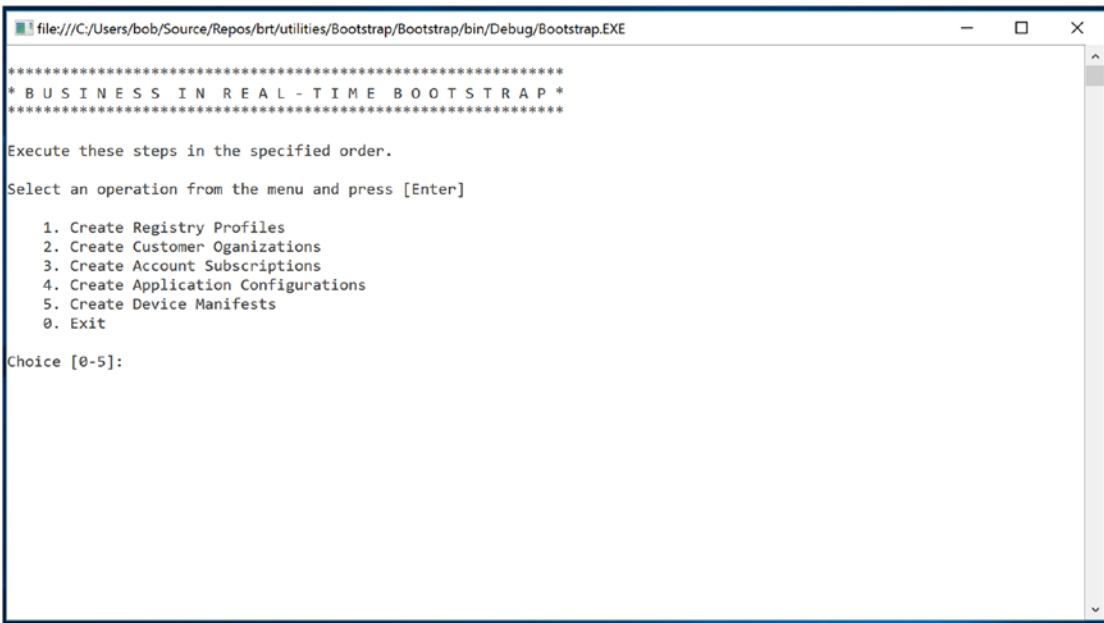 file:///C:/Users/bob/Source/Repos/brt/utilities/Bootstrap/Bootstrap/bin/Debug/Bootstrap.EXE
***************************************************************
* B U S I N E S S   I N   R E A L - T I M E   B O O T S T R A P *
***************************************************************
Execute these steps in the specified order.
Select an operation from the menu and press [Enter]
1. Create Registry Profiles
2. Create Customer Oganizations
3. Create Account Subscriptions
4. Create Application Configurations
5. Create Device Manifests
0. Exit
Choice [0-5]: